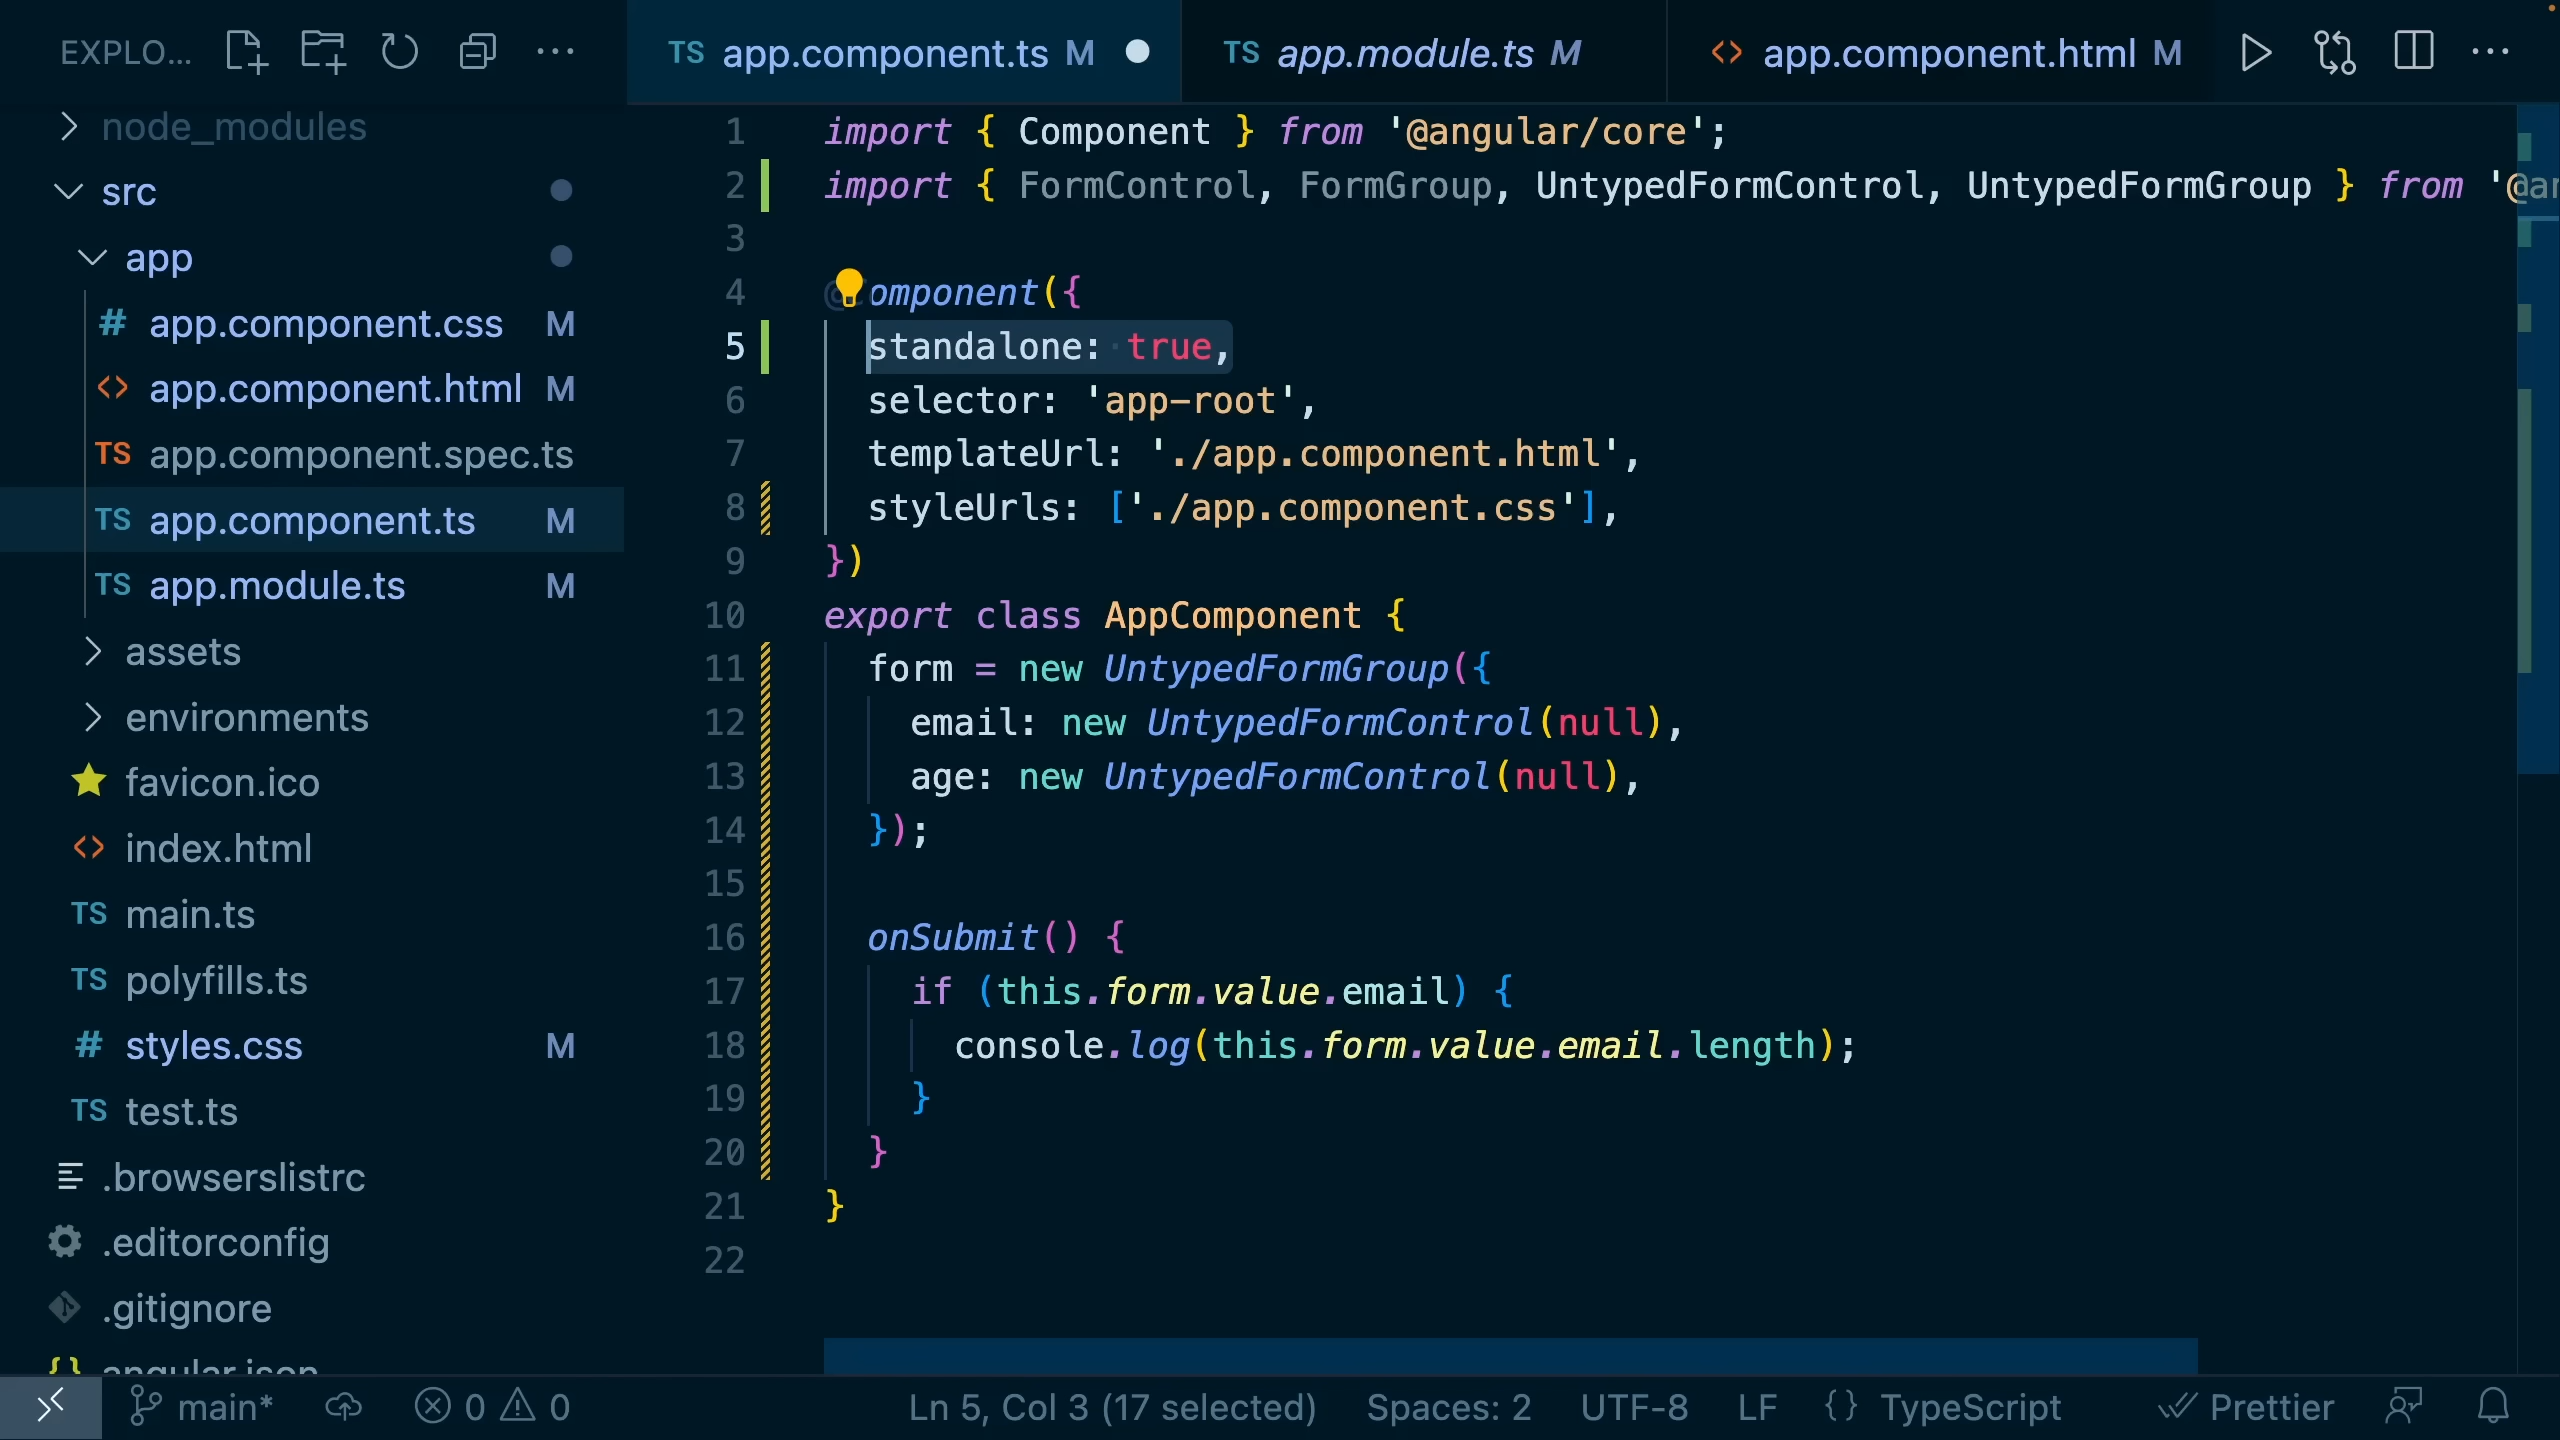 EXPLO...
TS app.component.ts M
TS app.module.ts M
<> app.component.html M
node_modules
src
app
# app.component.css M
<> app.component.html M
TS app.component.spec.ts
TS app.component.ts M
TS app.module.ts M
assets
environments
favicon.ico
<> index.html
TS main.ts
TS polyfills.ts
# styles.css M
TS test.ts
.browserslistrc
.editorconfig
.gitignore
{} angular.json
1 import { Component } from '@angular/core';
2 import { FormControl, FormGroup, UntypedFormControl, UntypedFormGroup } from '@an
3
4 @Component({
5 standalone: true,
6 selector: 'app-root',
7 templateUrl: './app.component.html',
8 styleUrls: ['./app.component.css'],
9 })
10 export class AppComponent {
11 form = new UntypedFormGroup({
12 email: new UntypedFormControl(null),
13 age: new UntypedFormControl(null),
14 });
15
16 onSubmit() {
17 if (this.form.value.email) {
18 console.log(this.form.value.email.length);
19 }
20 }
21 }
22
main* 0 0 Ln 5, Col 3 (17 selected) Spaces: 2 UTF-8 LF {} TypeScript Prettier